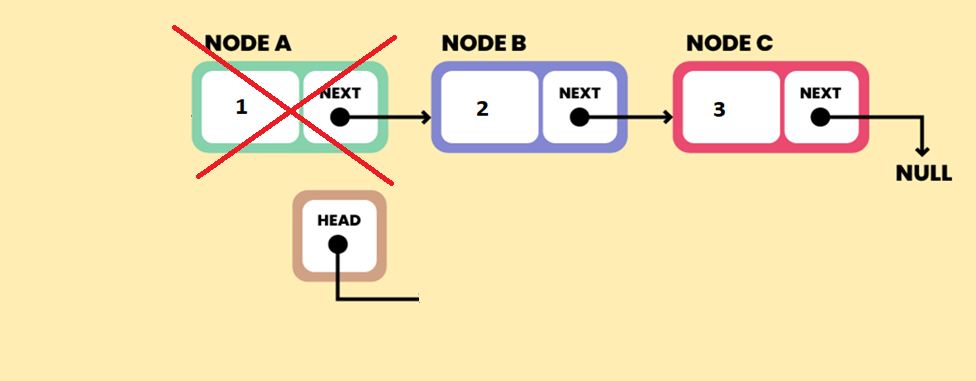 NODE A
NODE B
NODE C
1
NEXT
2
NEXT
3
NEXT
NULL
HEAD